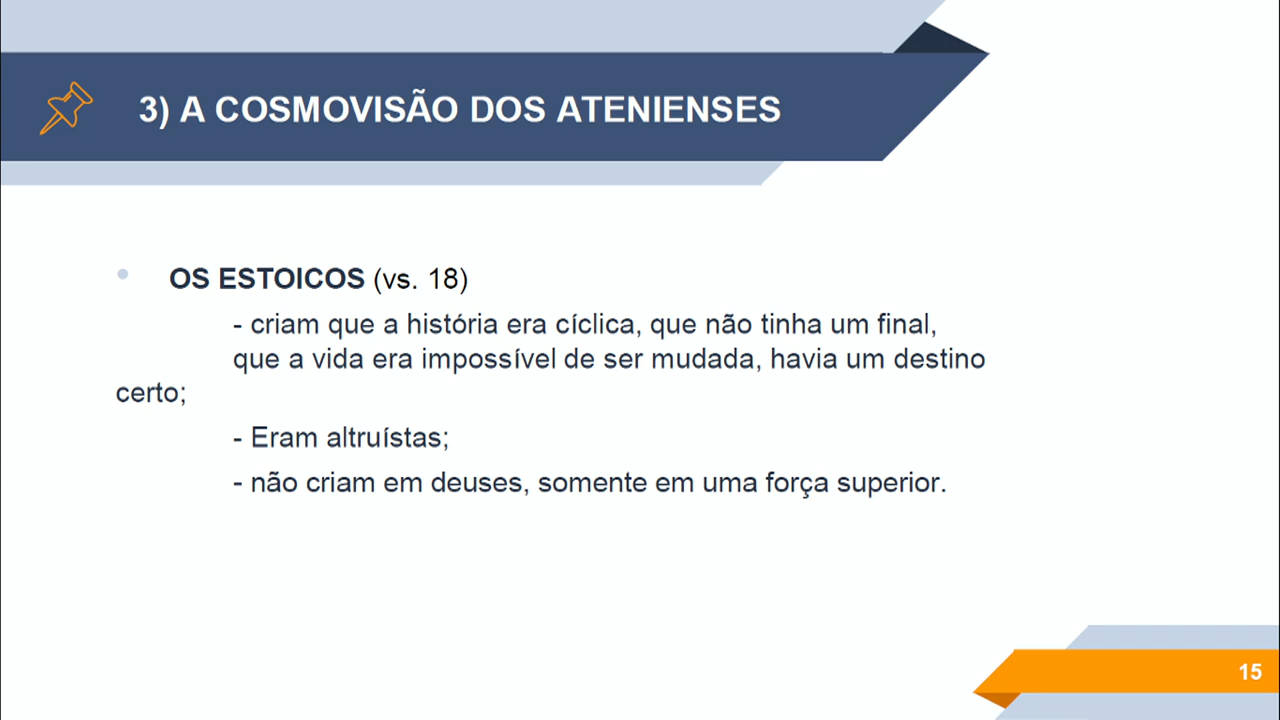 3) A COSMOVISÃO DOS ATENIENSES
• OS ESTOICOS (vs. 18)
- criam que a história era cíclica, que não tinha um final,
que a vida era impossível de ser mudada, havia um destino
certo;
- Eram altruístas;
- não criam em deuses, somente em uma força superior.
15